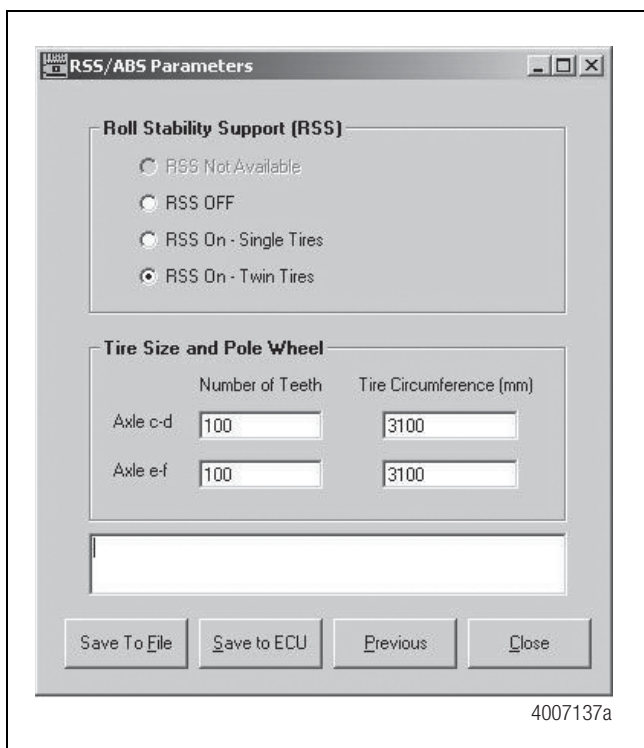 RSS/ABS Parameters
Roll Stability Support (RSS)
RSS Not Available
RSS OFF
RSS On - Single Tires
RSS On - Twin Tires
Tire Size and Pole Wheel
Number of Teeth Tire Circumference (mm)
Axle c-d 100 3100
Axle e-f 100 3100
Save To File Save to ECU Previous Close
4007137a